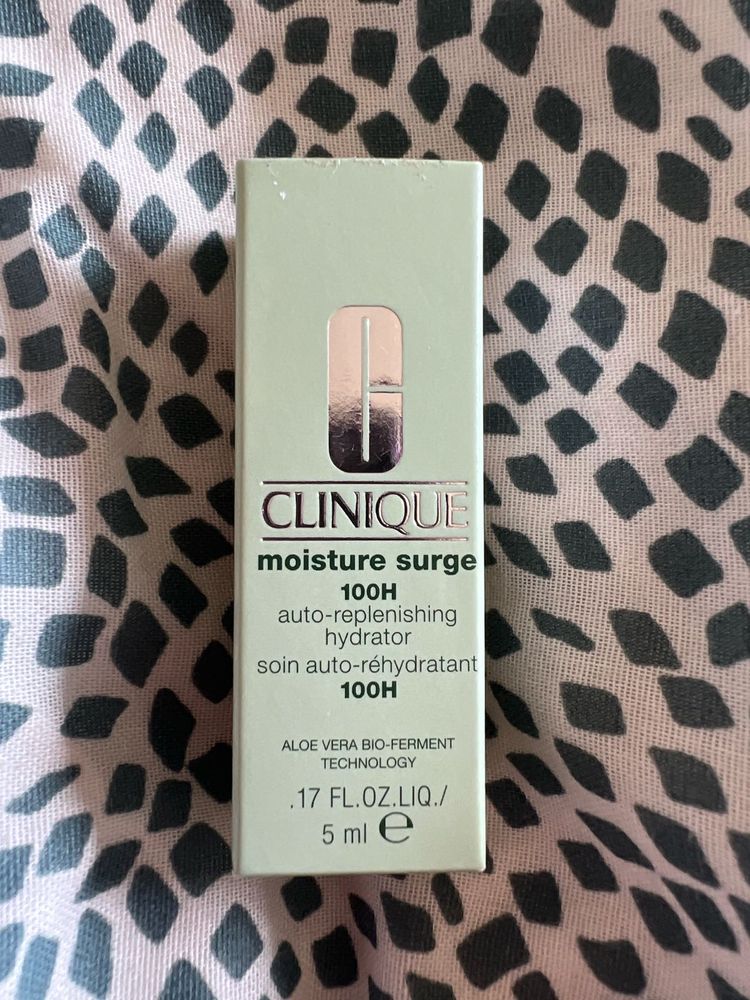 C
CLINIQUE
moisture surge
100H
auto-replenishing
hydrator
soin auto-réhydratant
100H
ALOE VERA BIO-FERMENT
TECHNOLOGY
.17 FL.OZ.LIQ./
5 ml ℮